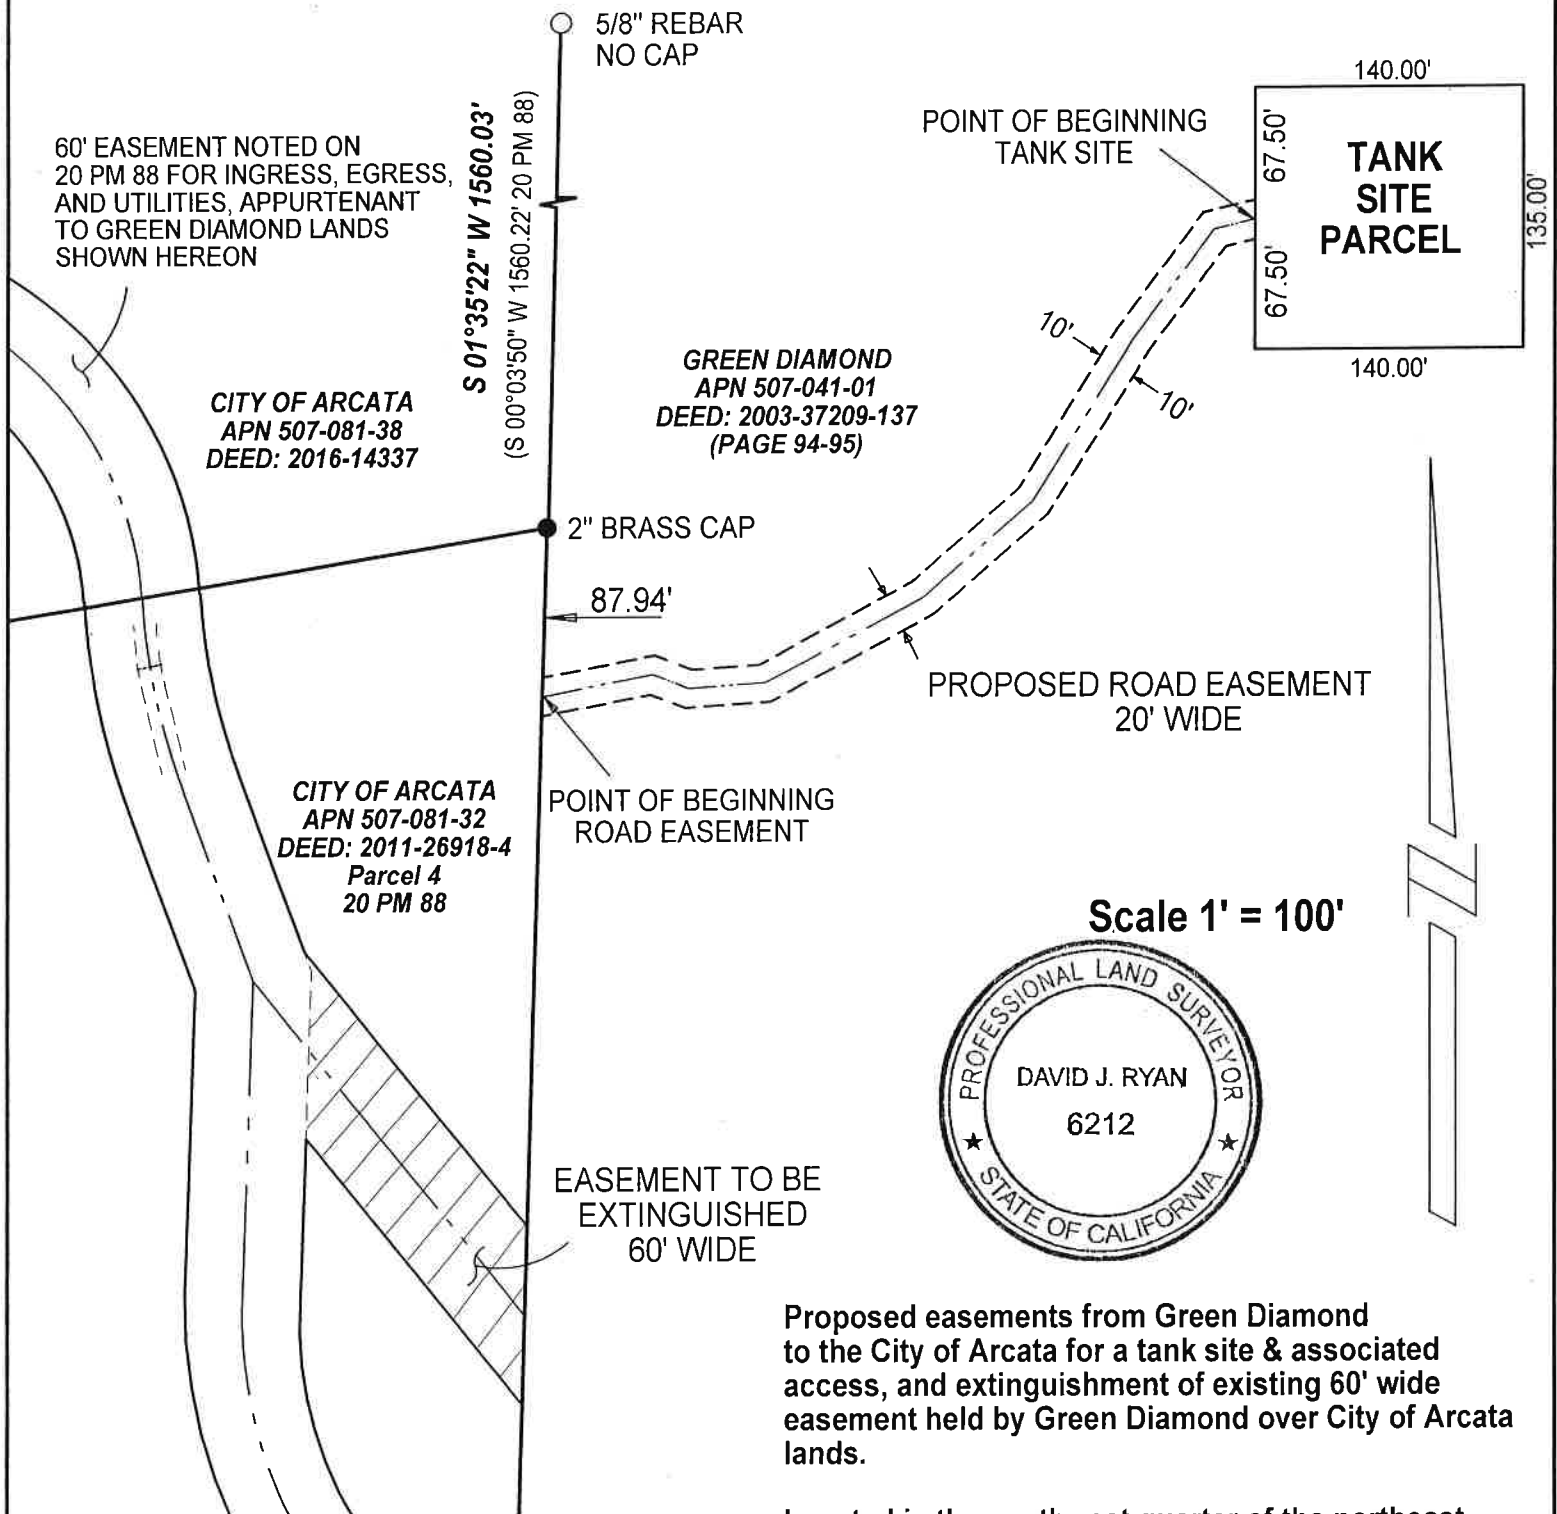 5/8" REBAR
NO CAP
60' EASEMENT NOTED ON
20 PM 88 FOR INGRESS, EGRESS,
AND UTILITIES, APPURTENANT
TO GREEN DIAMOND LANDS
SHOWN HEREON
S 01°35'22" W 1560.03'
(S 00°03'50" W 1560.22' 20 PM 88)
POINT OF BEGINNING
TANK SITE
140.00'
67.50'
67.50'
TANK
SITE
PARCEL
135.00'
140.00'
10'
10'
CITY OF ARCATA
APN 507-081-38
DEED: 2016-14337
GREEN DIAMOND
APN 507-041-01
DEED: 2003-37209-137
(PAGE 94-95)
2" BRASS CAP
87.94'
PROPOSED ROAD EASEMENT
20' WIDE
CITY OF ARCATA
APN 507-081-32
DEED: 2011-26918-4
Parcel 4
20 PM 88
POINT OF BEGINNING
ROAD EASEMENT
Scale 1' = 100'
N
PROFESSIONAL LAND SURVEYOR
DAVID J. RYAN
6212
STATE OF CALIFORNIA
EASEMENT TO BE
EXTINGUISHED
60' WIDE
Proposed easements from Green Diamond
to the City of Arcata for a tank site & associated
access, and extinguishment of existing 60' wide
easement held by Green Diamond over City of Arcata
lands.
quarter of the northeast